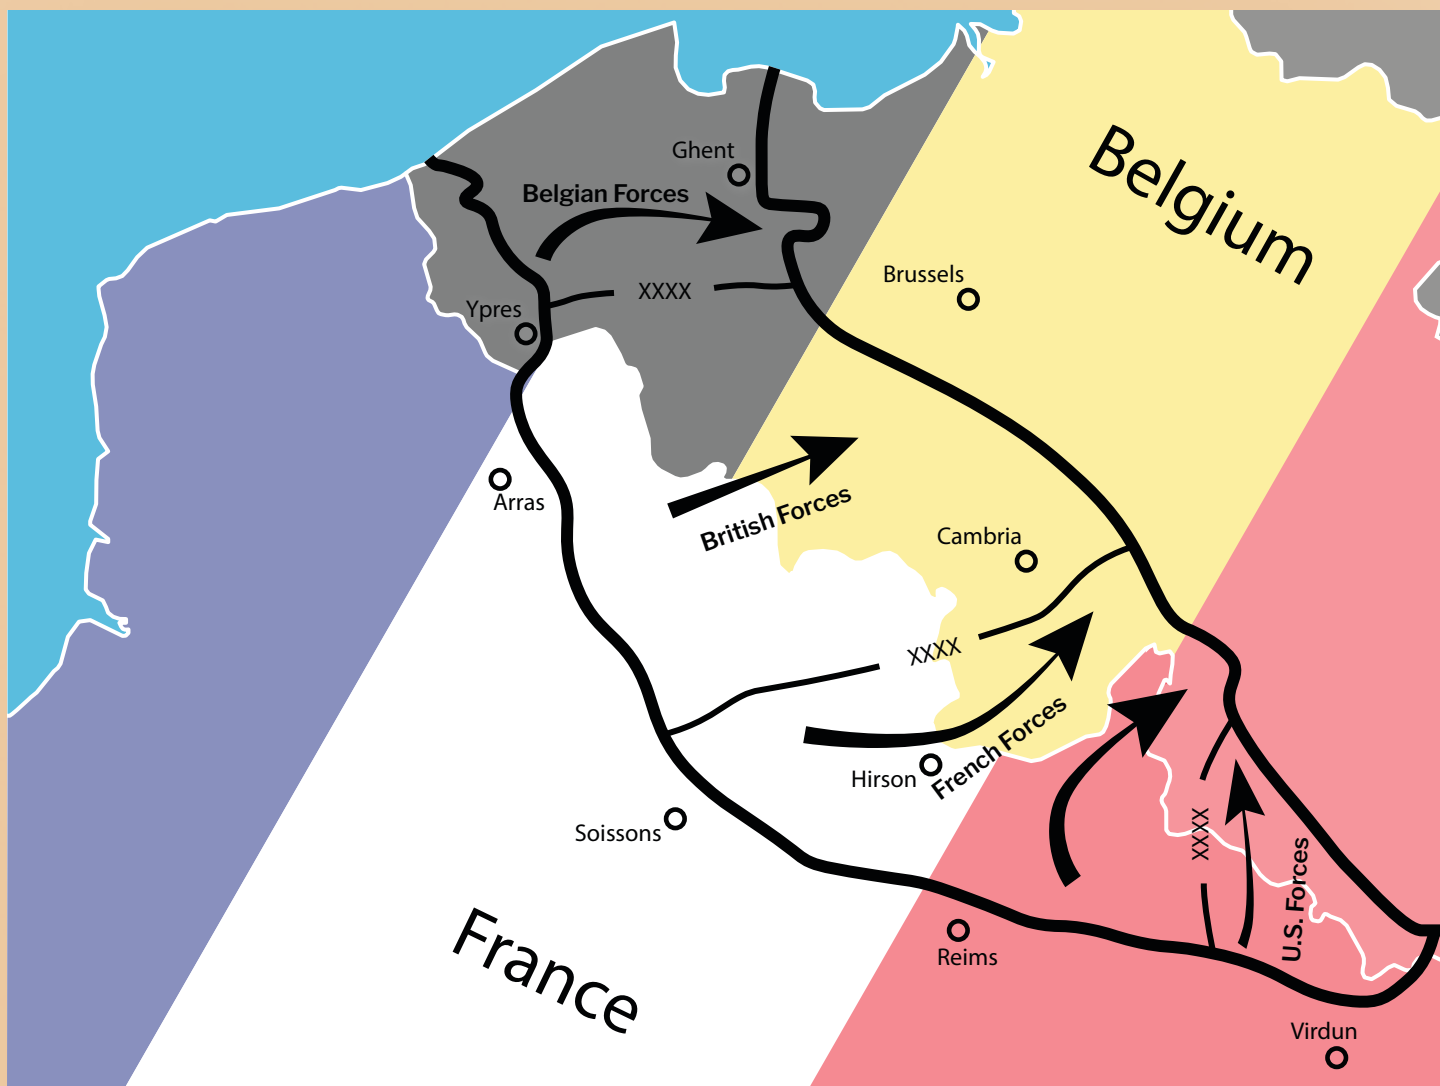 Belgium
Ghent
Belgian Forces
Brussels
XXXX
Ypres
Arras
British Forces
Cambria
XXXX
French Forces
Hirson
Soissons
XXXX
U.S. Forces
France
Reims
Virdun